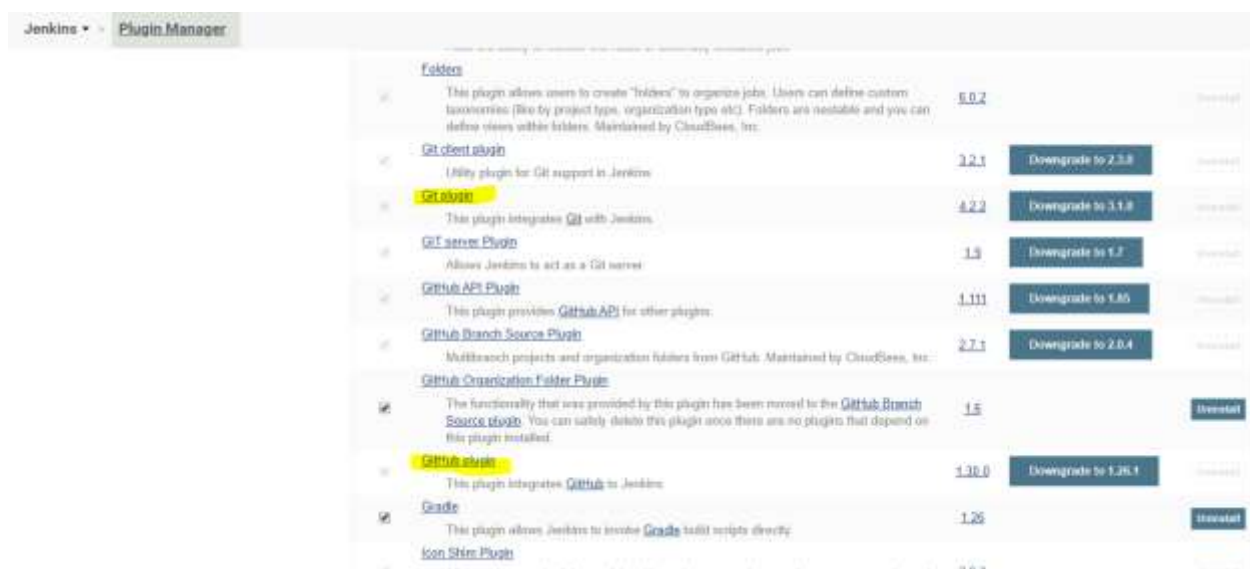 Jenkins
Plugin Manager
Folders
This plugin allows users to create "folders" to organize jobs. Users can define custom
taxonomies (like by project type, organization type etc). Folders are nestable and you can
define views within folders. Maintained by CloudBees, Inc.
6.0.2
Git client plugin
Utility plugin for Git support in Jenkins
3.2.1
Downgrade to 2.3.0
Uninstall
Git plugin
This plugin integrates Git with Jenkins.
4.2.2
Downgrade to 3.1.0
Uninstall
GIT server Plugin
Allows Jenkins to act as a Git server
1.9
Downgrade to 1.7
Uninstall
GitHub API Plugin
This plugin provides GitHub API for other plugins.
1.111
Downgrade to 1.85
Uninstall
GitHub Branch Source Plugin
Multibranch projects and organization folders from GitHub. Maintained by CloudBees, Inc.
2.7.1
Downgrade to 2.0.4
Uninstall
GitHub Organization Folder Plugin
The functionality that was provided by this plugin has been moved to the GitHub Branch
Source plugin. You can safely delete this plugin once there are no plugins that depend on
this plugin installed.
1.6
Uninstall
GitHub plugin
This plugin integrates GitHub to Jenkins.
1.30.0
Downgrade to 1.26.1
Uninstall
Gradle
This plugin allows Jenkins to invoke Gradle build scripts directly.
1.26
Uninstall
Icon Shim Plugin